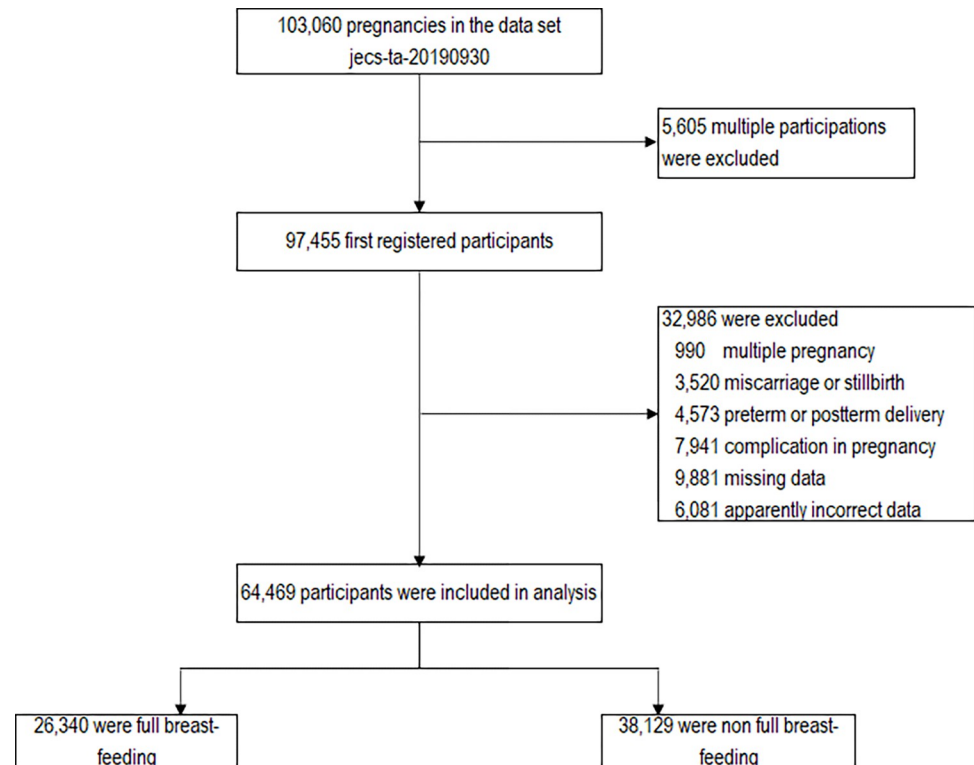 103,060 pregnancies in the data set
jecs-ta-20190930
5,605 multiple participations
were excluded
97,455 first registered participants
32,986 were excluded
990 multiple pregnancy
3,520 miscarriage or stillbirth
4,573 preterm or postterm delivery
7,941 complication in pregnancy
9,881 missing data
6,081 apparently incorrect data
64,469 participants were included in analysis
26,340 were full breast-
feeding
38,129 were non full breast-
feeding